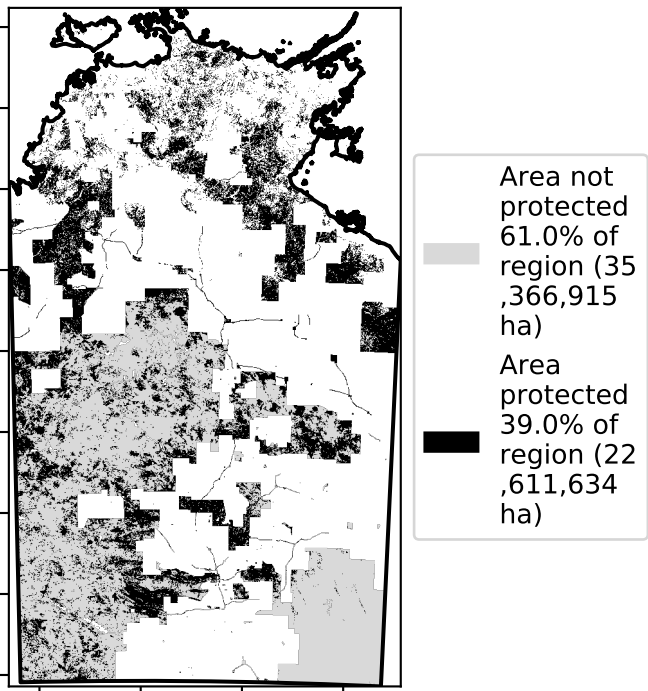 Area not
protected
61.0% of
region (35
,366,915
ha)
Area
protected
39.0% of
region (22
,611,634
ha)